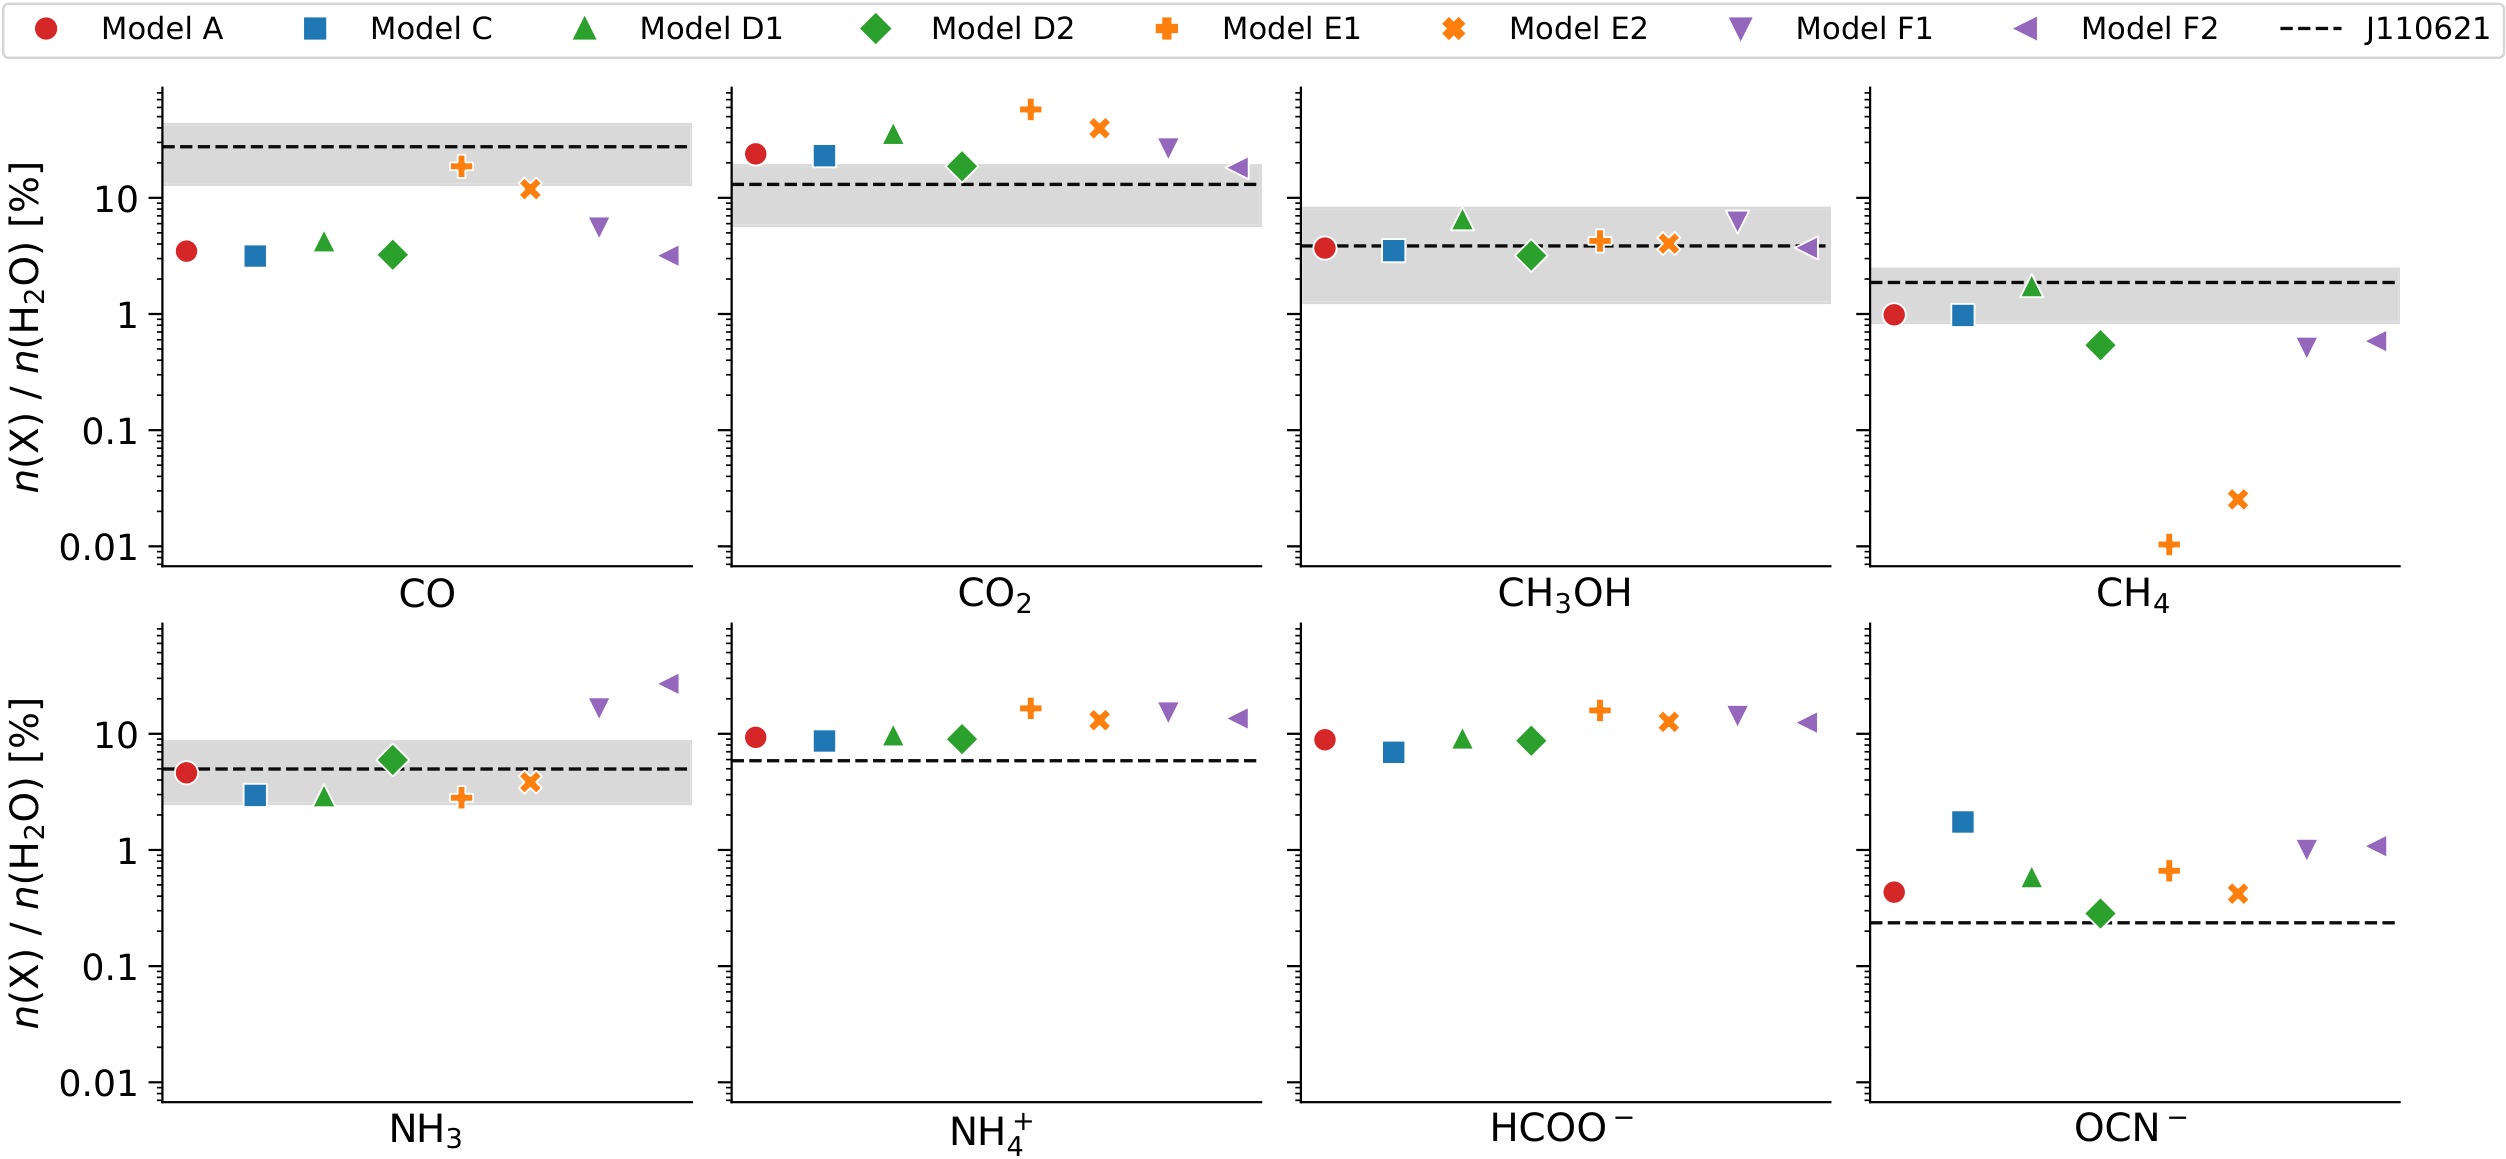 Model A Model C Model D1 Model D2 Model E1 Model E2 Model F1 Model F2 J110621
n(X) / n(H₂O) [%]
10
1
0.1
0.01
CO CO₂ CH₃OH CH₄
n(X) / n(H₂O) [%]
10
1
0.1
0.01
NH₃ NH₄⁺ HCOO⁻ OCN⁻